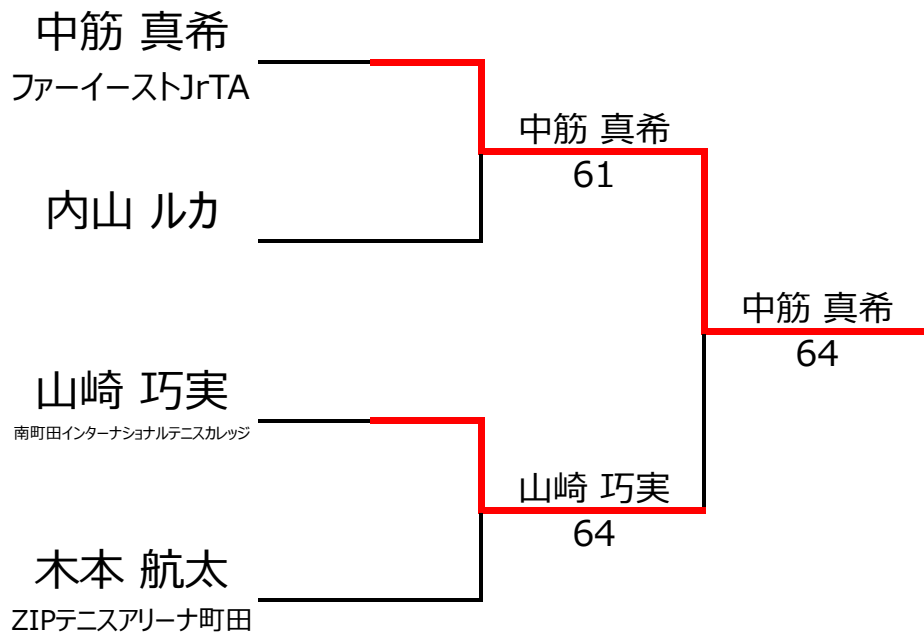 中筋 真希
ファーイーストJrTA
中筋 真希
61
内山 ルカ
中筋 真希
64
山崎 巧実
南町田インターナショナルテニスカレッジ
山崎 巧実
64
木本 航太
ZIPテニスアリーナ町田